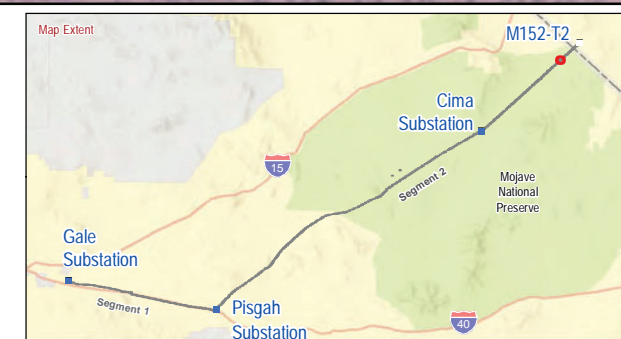 Map Extent
M152-T2
Cima
Substation
15
Segment 2
Mojave
National
Preserve
Gale
Substation
Segment 1
Pisgah
Substation
40